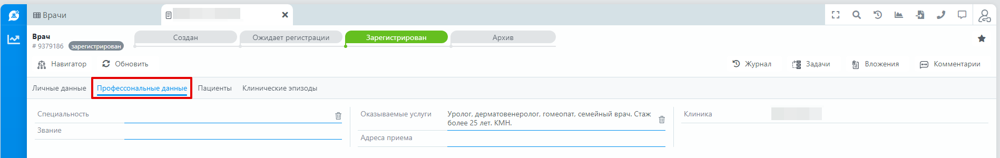 Врачи
Врач
# 9379186 зарегистрирован
Создан
Ожидает регистрации
Зарегистрирован
Архив
Навигатор
Обновить
Журнал
Задачи
Вложения
Комментарии
Личные данные
Профессональные данные
Пациенты
Клинические эпизоды
Специальность
Звание
Оказываемые услуги
Уролог, дерматовенеролог, гомеопат, семейный врач. Стаж
более 25 лет. КМН.
Адреса приема
Клиника